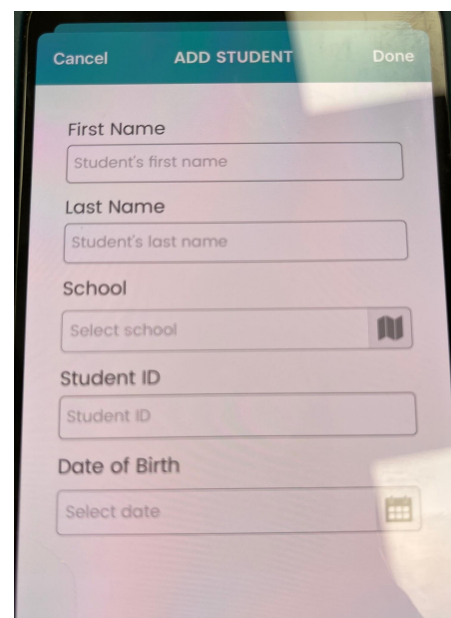 Cancel ADD STUDENT Done
First Name
Student's first name
Last Name
Student's last name
School
Select school
Student ID
Student ID
Date of Birth
Select date